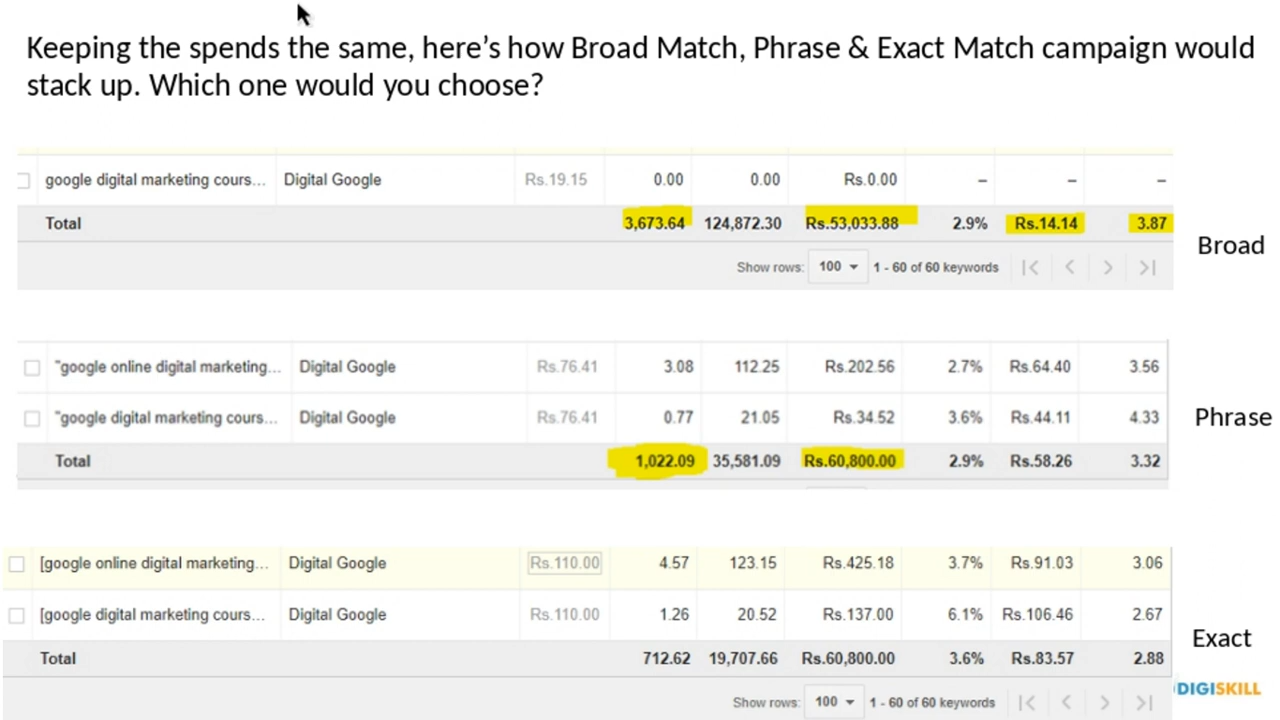 Keeping the spends the same, here's how Broad Match, Phrase & Exact Match campaign would
stack up. Which one would you choose?
google digital marketing cours... Digital Google Rs.19.15 0.00 0.00 Rs.0.00 – – –
Total 3,673.64 124,872.30 Rs.53,033.88 2.9% Rs.14.14 3.87
Broad
Show rows: 100 1 - 60 of 60 keywords
"google online digital marketing... Digital Google Rs.76.41 3.08 112.25 Rs.202.56 2.7% Rs.64.40 3.56
"google digital marketing cours... Digital Google Rs.76.41 0.77 21.05 Rs.34.52 3.6% Rs.44.11 4.33
Phrase
Total 1,022.09 35,581.09 Rs.60,800.00 2.9% Rs.58.26 3.32
[google online digital marketing... Digital Google Rs.110.00 4.57 123.15 Rs.425.18 3.7% Rs.91.03 3.06
[google digital marketing cours... Digital Google Rs.110.00 1.26 20.52 Rs.137.00 6.1% Rs.106.46 2.67
Exact
Total 712.62 19,707.66 Rs.60,800.00 3.6% Rs.83.57 2.88
DIGISKILL
Show rows: 100 1 - 60 of 60 keywords